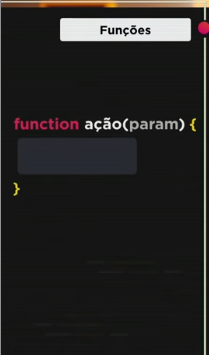 Funções
function ação(param) {
}